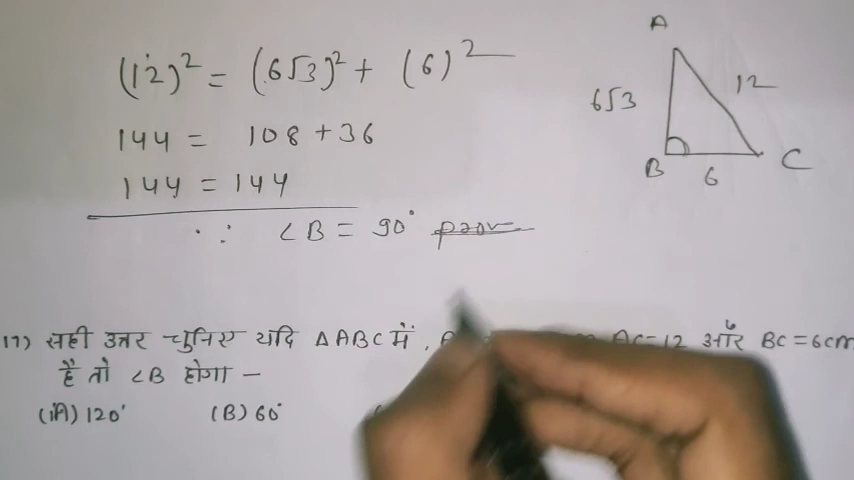 (12)² = (6√3)² + (6)²
144 = 108 + 36
144 = 144
∵ ∠B = 90° prov
A
6√3
12
B
6
C
17) सही उत्तर चुनिए यदि ΔABC में, AC=12 और BC = 6cm
है तो ∠B होगा –
(A) 120° (B) 60°